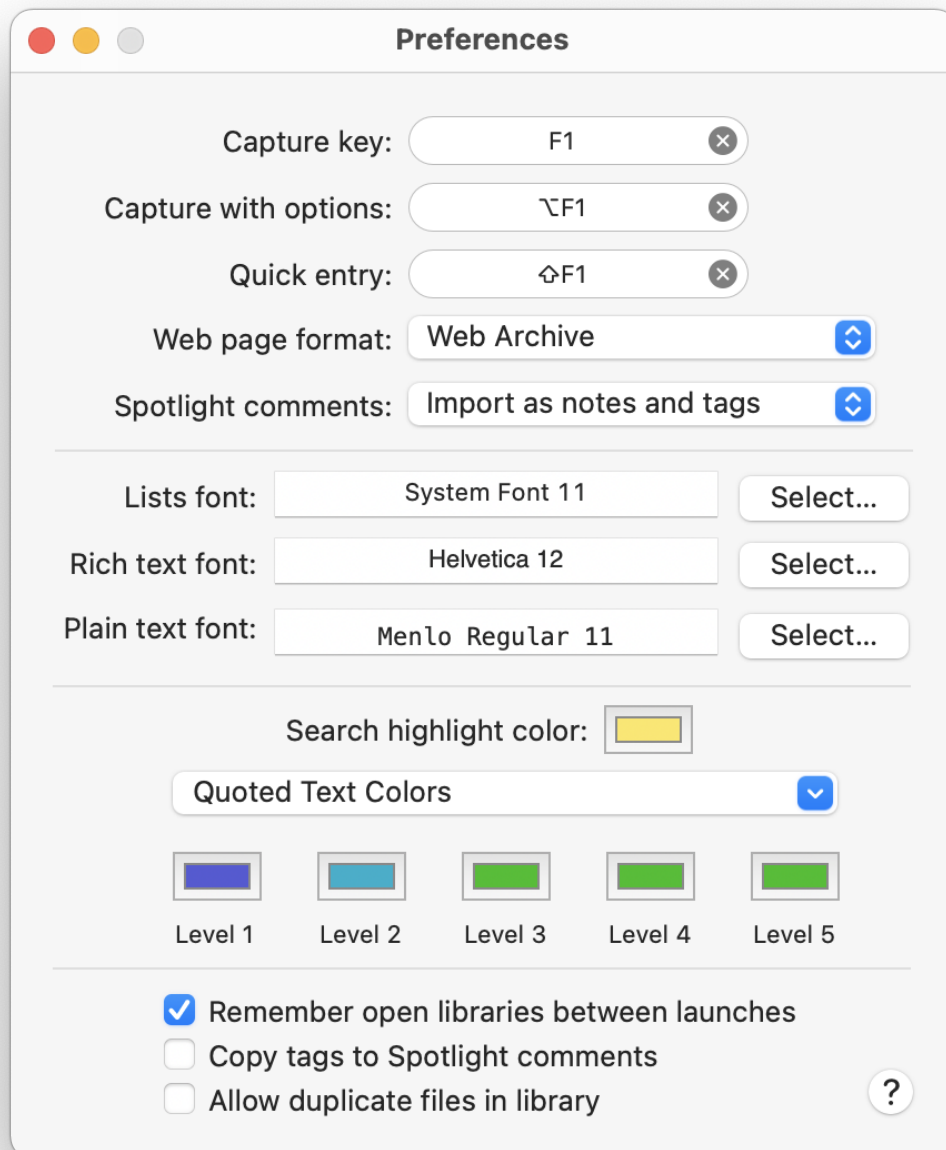 Preferences
Capture key: F1
Capture with options: ⌥F1
Quick entry: ⇧F1
Web page format: Web Archive
Spotlight comments: Import as notes and tags
Lists font: System Font 11 Select...
Rich text font: Helvetica 12 Select...
Plain text font: Menlo Regular 11 Select...
Search highlight color:
Quoted Text Colors
Level 1 Level 2 Level 3 Level 4 Level 5
Remember open libraries between launches
Copy tags to Spotlight comments
Allow duplicate files in library
?